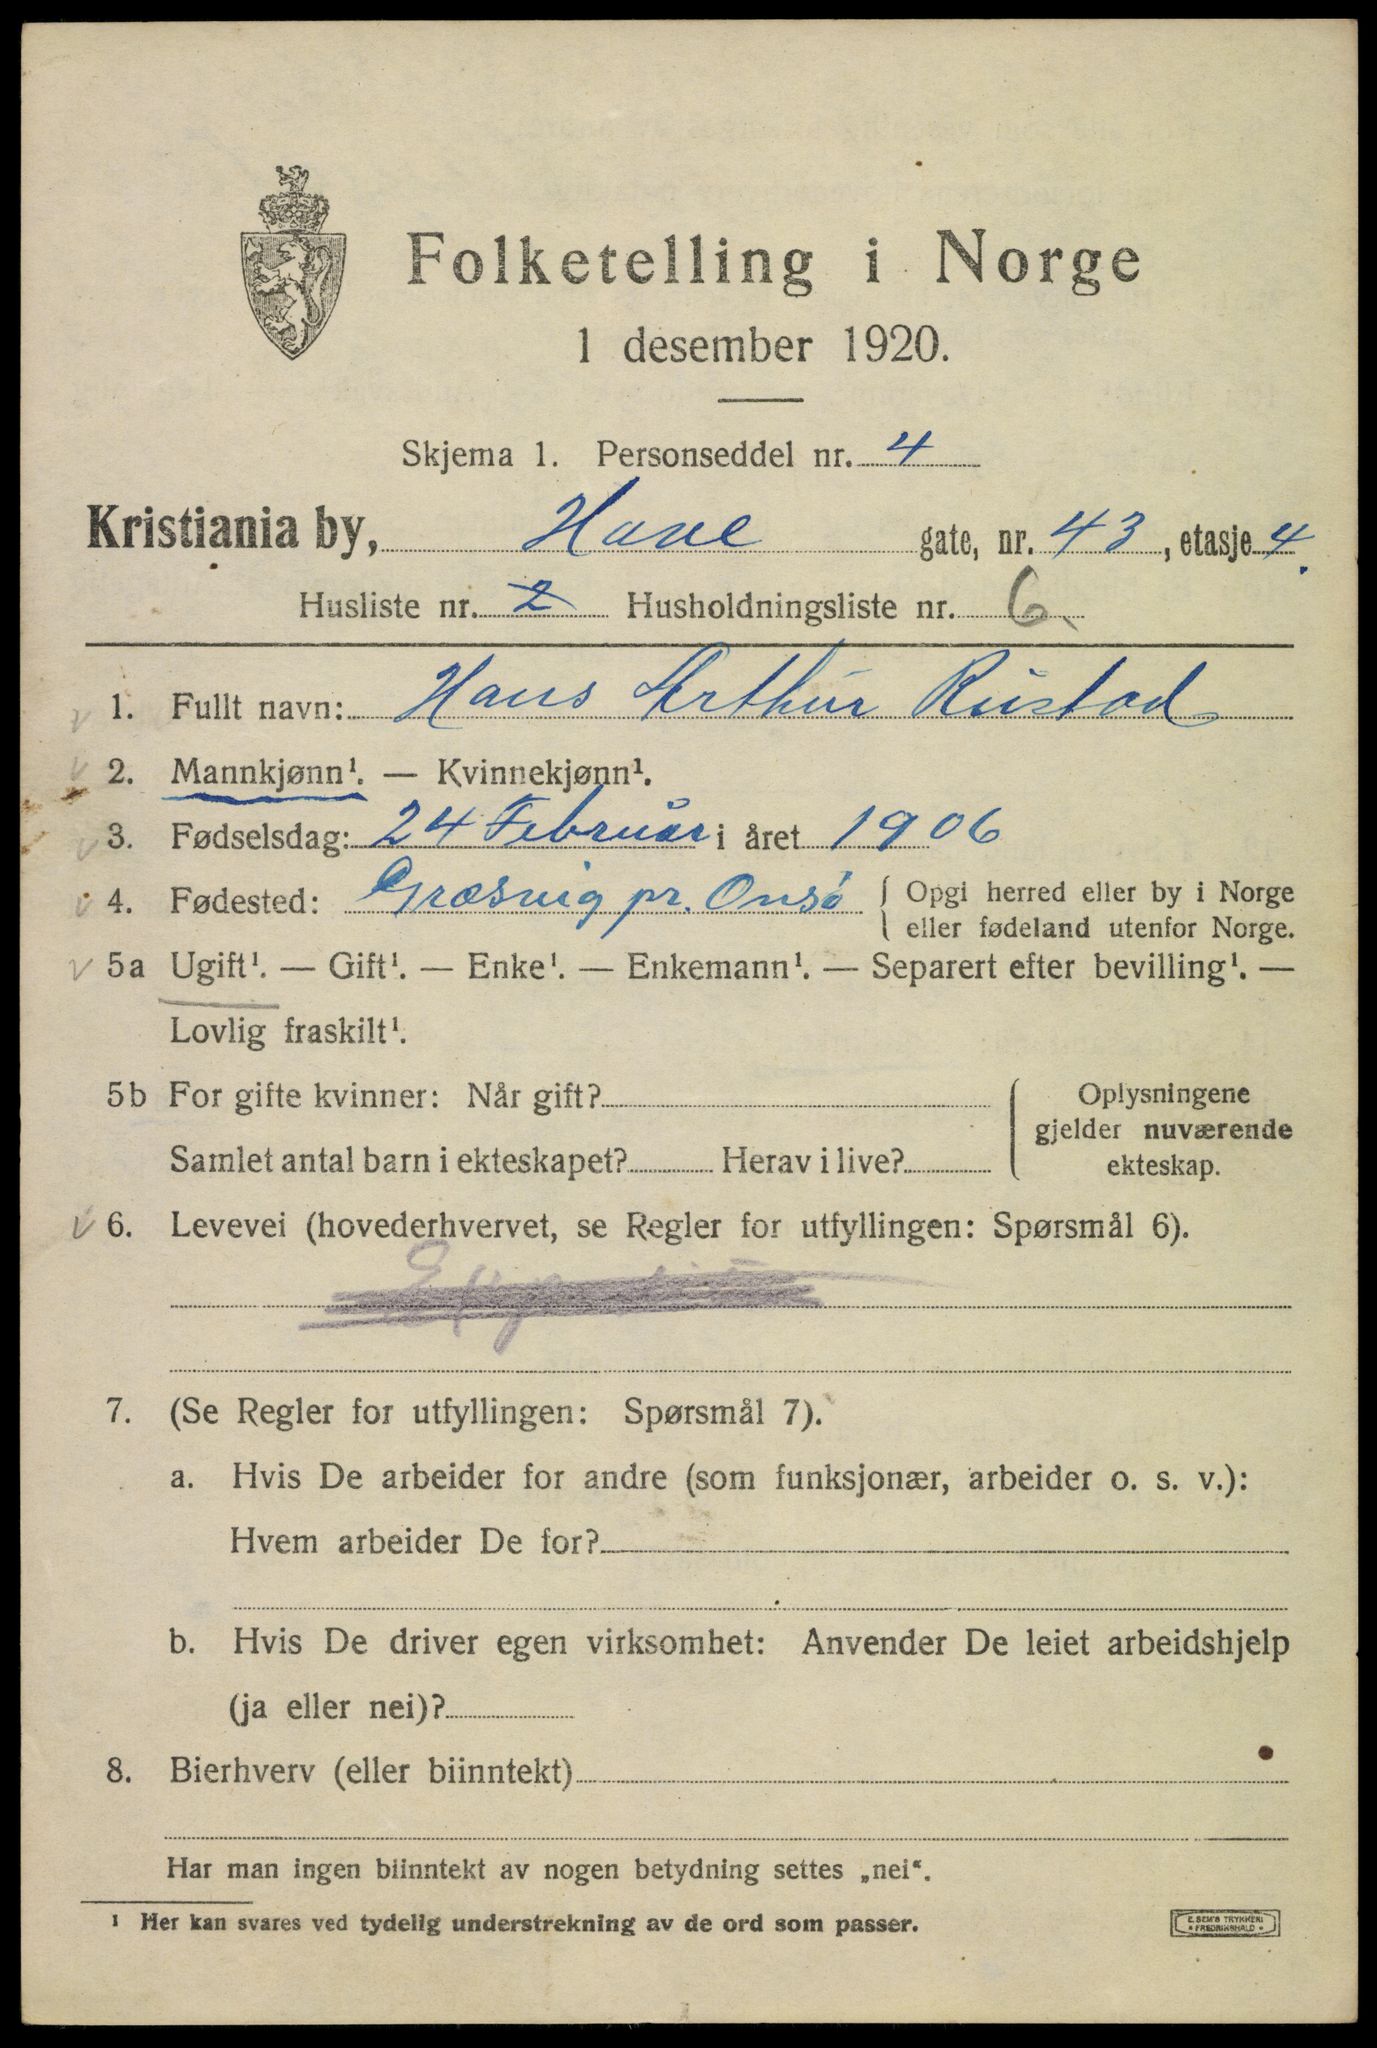 Folketelling i Norge
1 desember 1920.
Skjema 1. Personseddel nr. 4
Kristiania by, Have gate, nr. 43, etasje 4.
Husliste nr. 2 Husholdningsliste nr. 6
1. Fullt navn: Hans Arthur Rustad
2. Mannkjønn¹. — Kvinnekjønn¹.
3. Fødselsdag: 24 Februar i året 1906
4. Fødested: Græsvig pr. Onsø { Opgi herred eller by i Norge
eller fødeland utenfor Norge.
5a Ugift¹. — Gift¹. — Enke¹. — Enkemann¹. — Separert efter bevilling¹. —
Lovlig fraskilt¹.
5b For gifte kvinner: Når gift? Oplysningene
gjelder nuværende
Samlet antal barn i ekteskapet? Herav i live? ekteskap.
6. Levevei (hovederhvervet, se Regler for utfyllingen: Spørsmål 6).
7. (Se Regler for utfyllingen: Spørsmål 7).
a. Hvis De arbeider for andre (som funksjonær, arbeider o. s. v.):
Hvem arbeider De for?
b. Hvis De driver egen virksomhet: Anvender De leiet arbeidshjelp
(ja eller nei)?
8. Bierhverv (eller biinntekt)
Har man ingen biinntekt av nogen betydning settes „nei“.
¹ Her kan svares ved tydelig understrekning av de ord som passer.
E. SEM'S TRYKKERI
FREDRIKSHALD